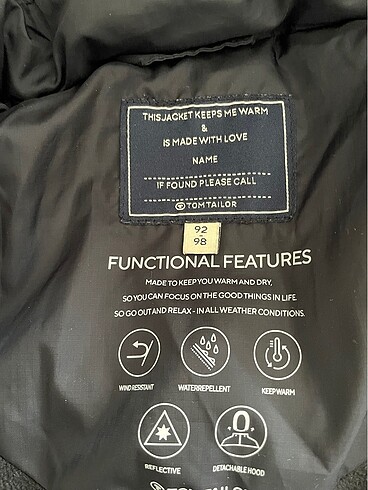 THIS JACKET KEEPS ME WARM
&
IS MADE WITH LOVE
NAME
IF FOUND PLEASE CALL
TOM TAILOR
92
-
98
FUNCTIONAL FEATURES
MADE TO KEEP YOU WARM AND DRY,
SO YOU CAN FOCUS ON THE GOOD THINGS IN LIFE.
SO GO OUT AND RELAX - IN ALL WEATHER CONDITIONS.
WIND RESISTANT
WATERREPELLENT
KEEP WARM
REFLECTIVE
DETACHABLE HOOD
TOM TAILOR